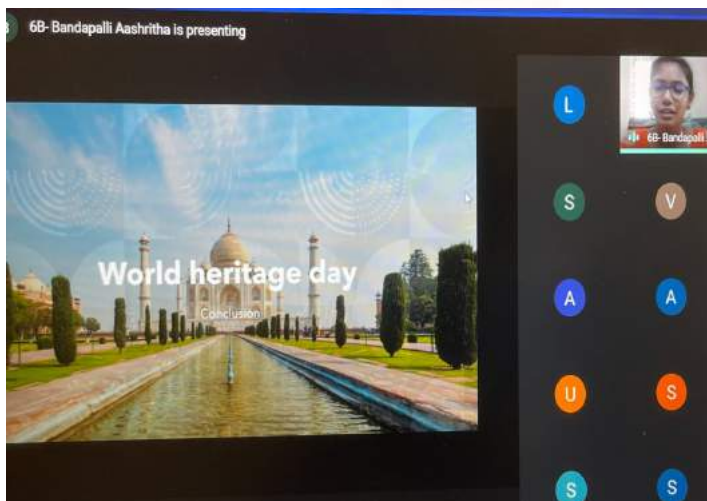 6B- Bandapalli Aashritha is presenting
World heritage day
Conclusion
L
6B- Bandapalli
S
V
A
A
U
S
S
S